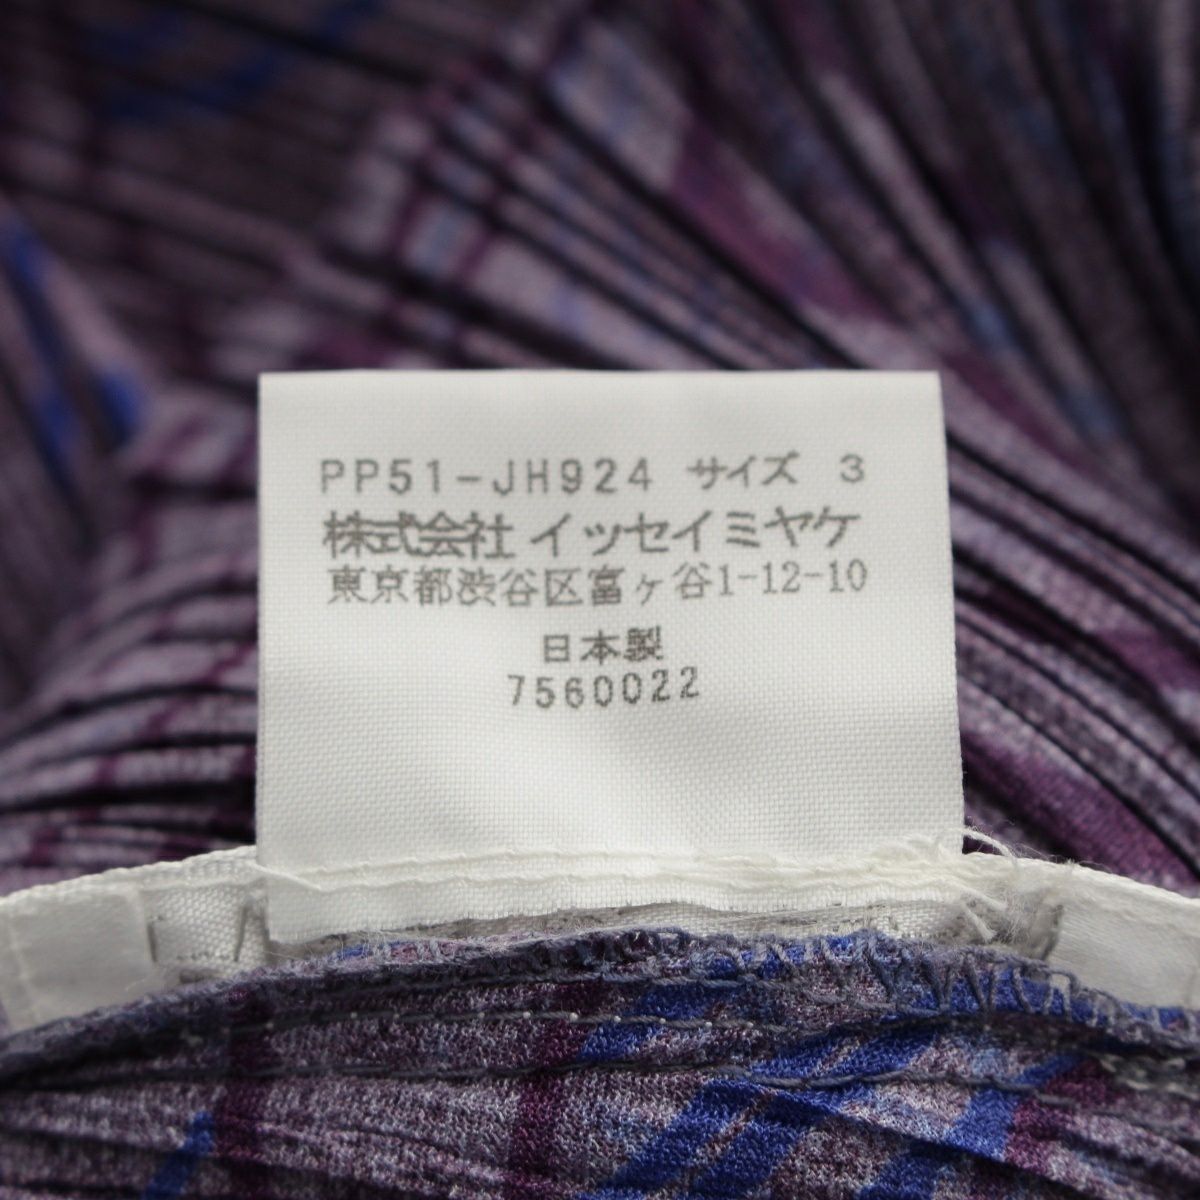 PP51-JH924 サイズ 3
株式会社 イッセイミヤケ
東京都渋谷区富ヶ谷1-12-10
日本製
7560022